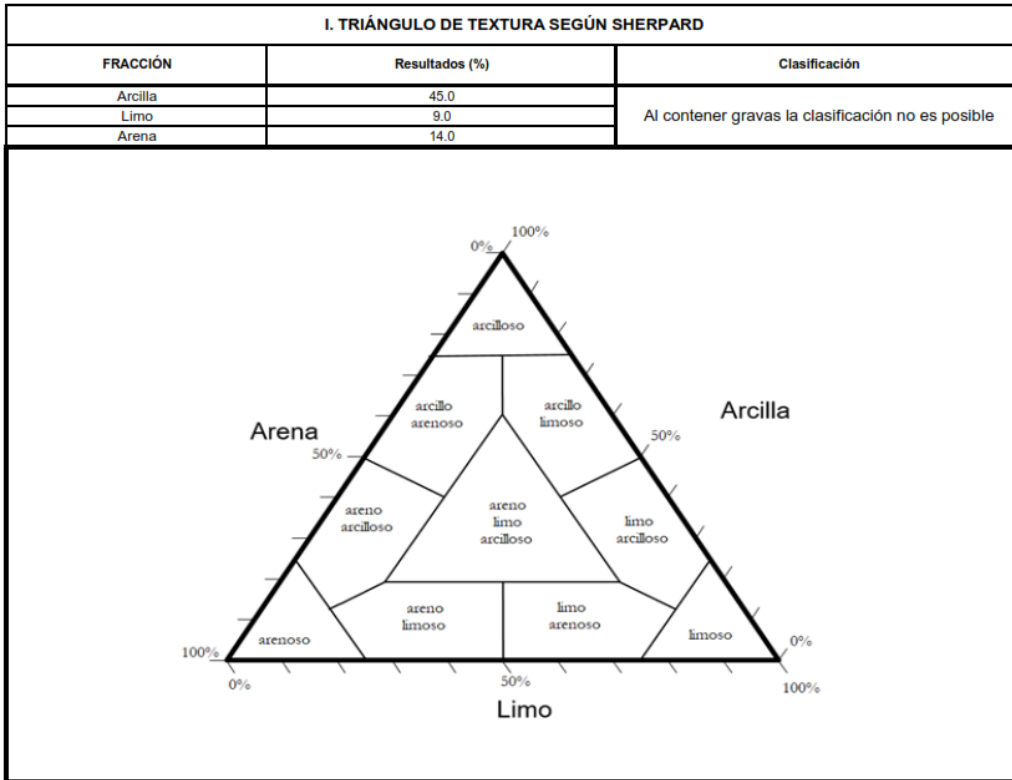 I. TRIÁNGULO DE TEXTURA SEGÚN SHERPARD
FRACCIÓN Resultados (%) Clasificación
Arcilla 45.0
Limo 9.0
Arena 14.0
Al contener gravas la clasificación no es posible
100%
0%
arcilloso
arcillo
arenoso
arcillo
limoso
Arcilla
Arena
50%
50%
areno
arcilloso
areno
limo
arcilloso
limo
arcilloso
areno
limoso
limo
arenoso
arenoso
limoso
100%
0%
0%
50%
100%
Limo